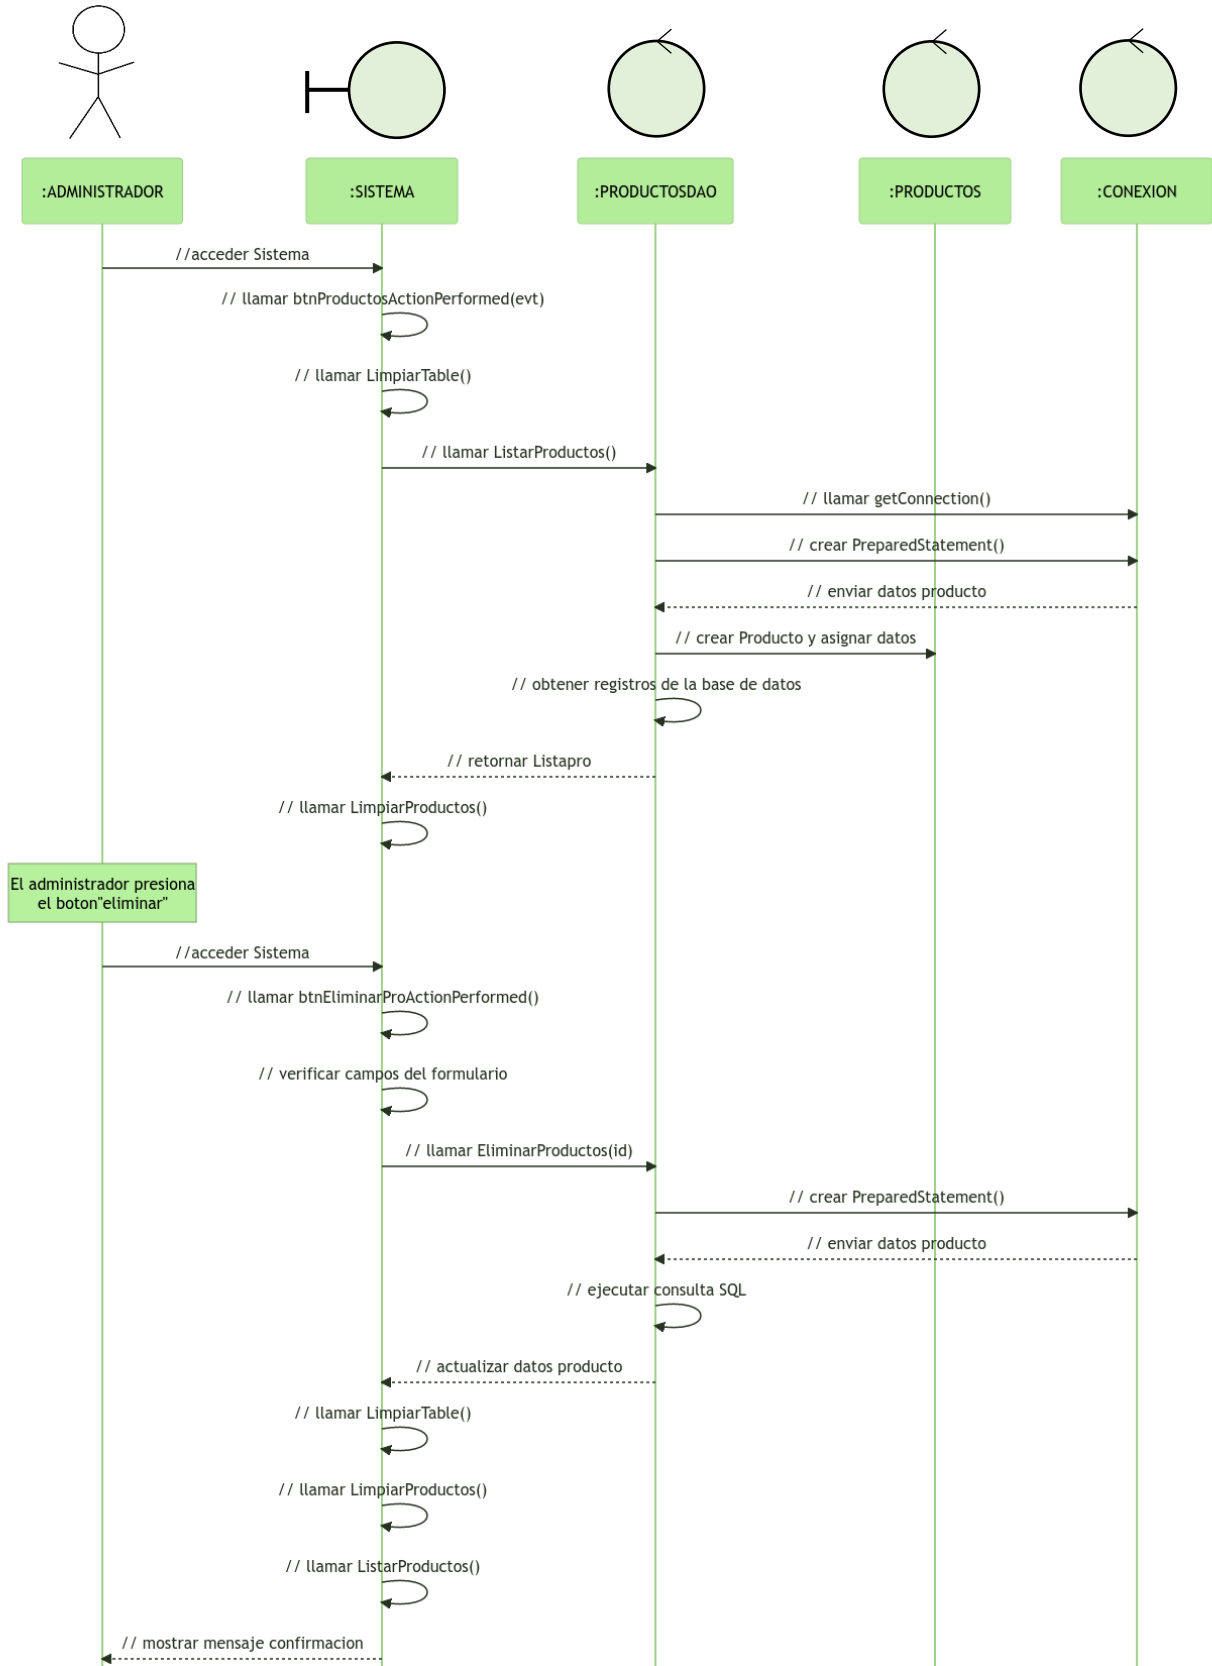 :ADMINISTRADOR
:SISTEMA
:PRODUCTOSDAO
:PRODUCTOS
:CONEXION
//acceder Sistema
// llamar btnProductosActionPerformed(evt)
// llamar LimpiarTable()
// llamar ListarProductos()
// llamar getConnection()
// crear PreparedStatement()
// enviar datos producto
// crear Producto y asignar datos
// obtener registros de la base de datos
// retornar Listapro
// llamar LimpiarProductos()
El administrador presiona
el boton"eliminar"
//acceder Sistema
// llamar btnEliminarProActionPerformed()
// verificar campos del formulario
// llamar EliminarProductos(id)
// crear PreparedStatement()
// enviar datos producto
// ejecutar consulta SQL
// actualizar datos producto
// llamar LimpiarTable()
// llamar LimpiarProductos()
// llamar ListarProductos()
// mostrar mensaje confirmacion